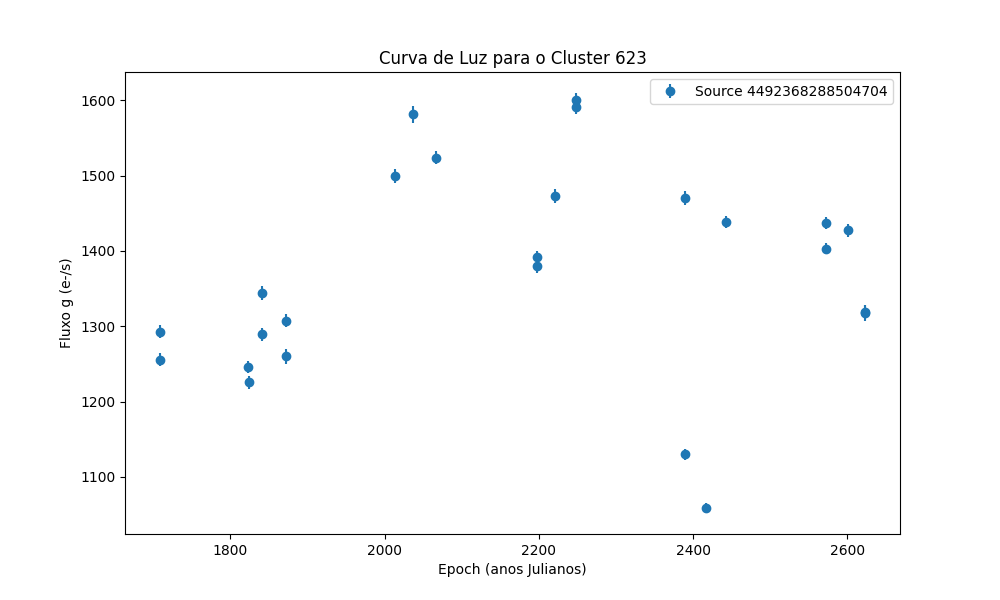 Curva de Luz para o Cluster 623
Source 4492368288504704
Fluxo g (e-/s)
1600
1500
1400
1300
1200
1100
1800
2000
2200
2400
2600
Epoch (anos Julianos)